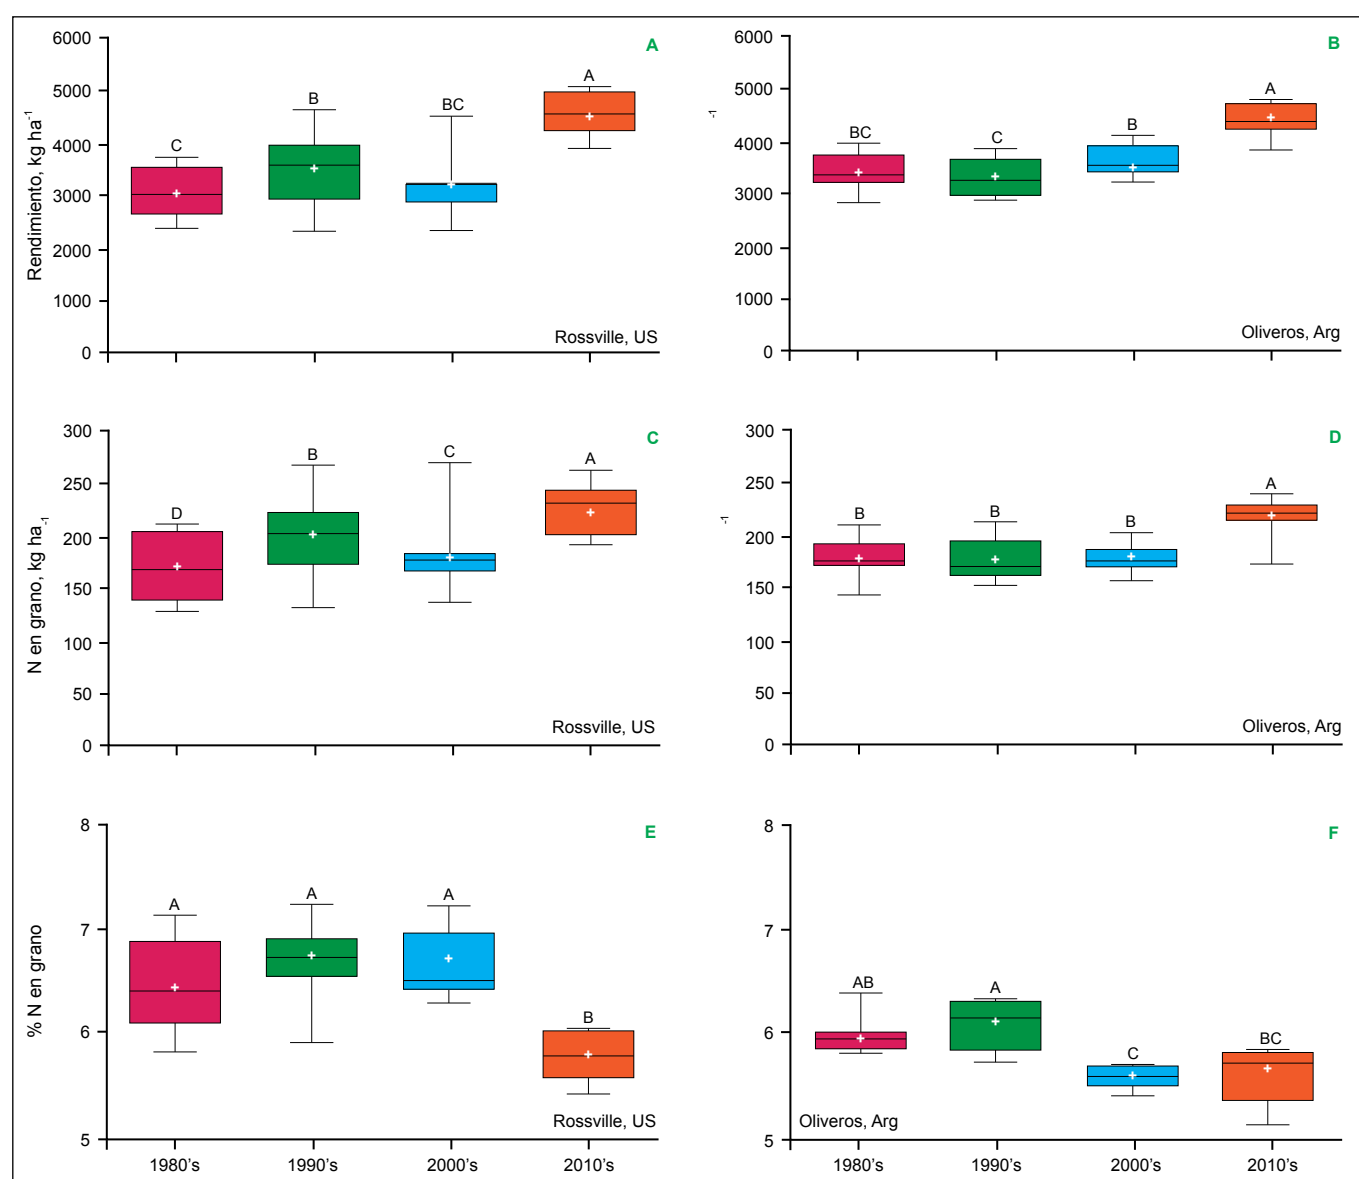 A
6000
5000
4000
3000
2000
1000
0
Rendimiento, kg ha-1
C
B
BC
A
Rossville, US
B
6000
5000
4000
3000
2000
1000
0
-1
BC
C
B
A
Oliveros, Arg
C
300
250
200
150
100
50
0
N en grano, kg ha-1
D
B
C
A
Rossville, US
D
300
250
200
150
100
50
0
-1
B
B
B
A
Oliveros, Arg
E
8
7
6
5
% N en grano
A
A
A
B
Rossville, US
1980's 1990's 2000's 2010's
F
8
7
6
5
AB
A
C
BC
Oliveros, Arg
1980's 1990's 2000's 2010's